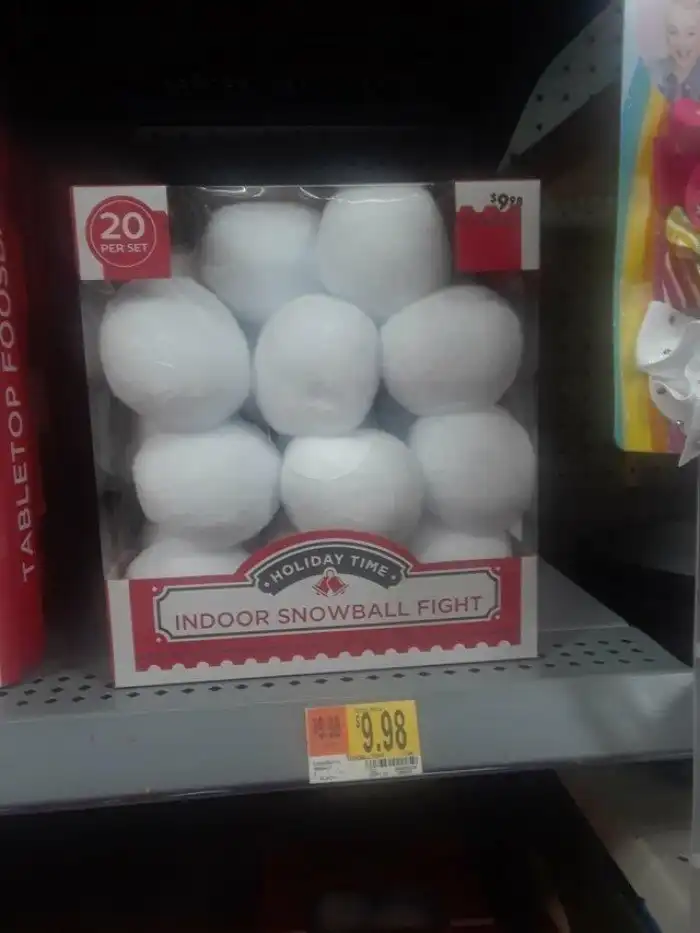 20
PER SET
$9.98
TABLETOP FOOSB
HOLIDAY TIME
INDOOR SNOWBALL FIGHT
$9.98